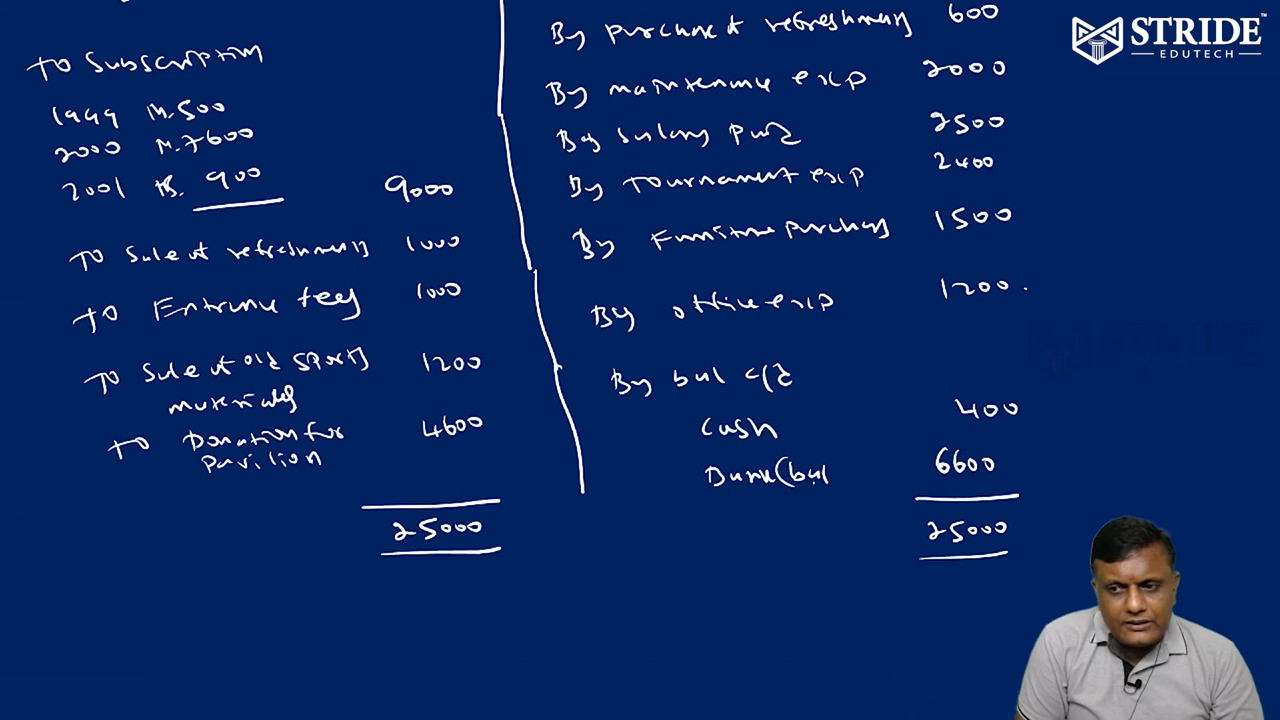 To Subscription
1999 Rs. 500
2000 Rs. 7600
2001 Rs. 900 9000
To Sale of refreshments 1000
To Entrance fees 1000
To Sale of old sports 1200
materials
To Donation for 4600
Pavilion
25000
By purchase of refreshments 600
By maintenance exp 2000
By salary paid 2500
By Tournament exp 2400
By Furniture purchase 1500
By office exp 1200.
By bal c/d
Cash 400
Bank (bal 6600
25000
STRIDE™
EDUTECH